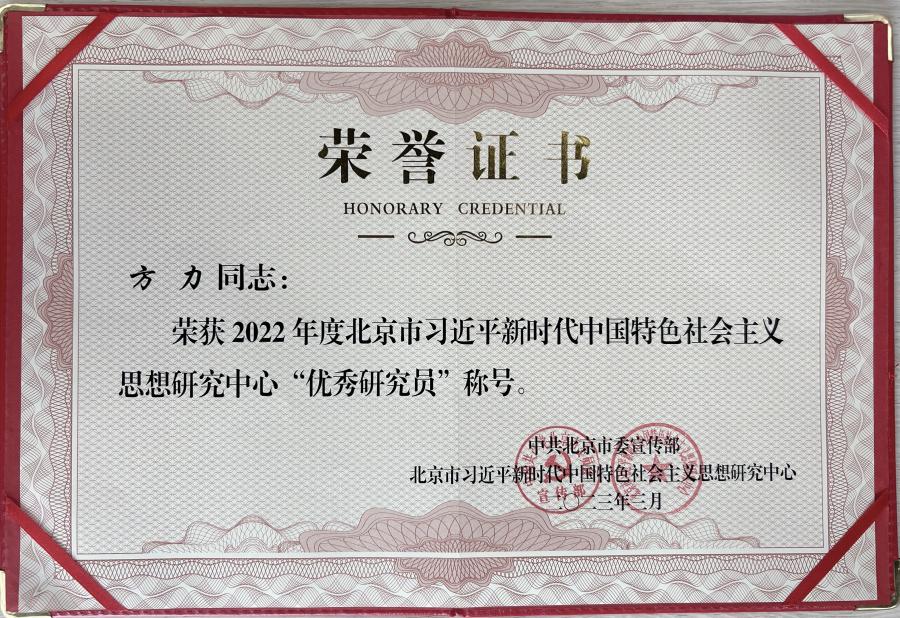 荣誉证书
HONORARY CREDENTIAL
方 力 同志：
荣获 2022 年度北京市习近平新时代中国特色社会主义
思想研究中心“优秀研究员”称号。
中共北京市委宣传部
北京市习近平新时代中国特色社会主义思想研究中心
二〇二三年三月
宣传部